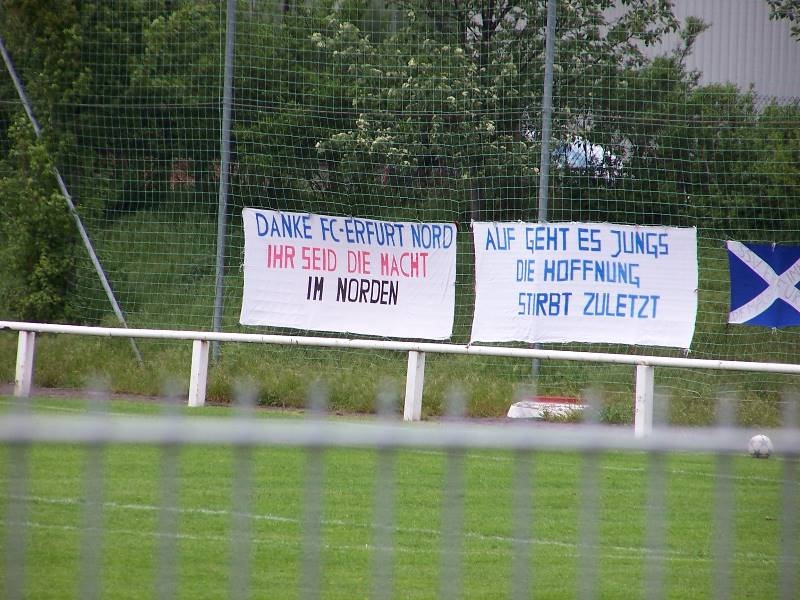 DANKE FC-ERFURT NORD
IHR SEID DIE MACHT
IM NORDEN
AUF GEHT ES JUNGS
DIE HOFFNUNG
STIRBT ZULETZT